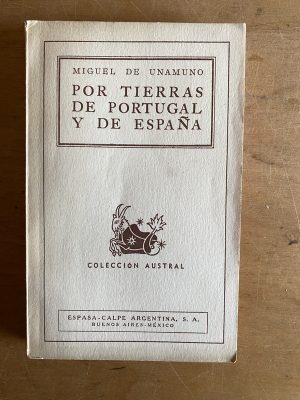 MIGUEL DE UNAMUNO
POR TIERRAS
DE PORTUGAL
Y DE ESPAÑA
COLECCIÓN AUSTRAL
ESPASA-CALPE ARGENTINA, S. A.
BUENOS AIRES-MÉXICO